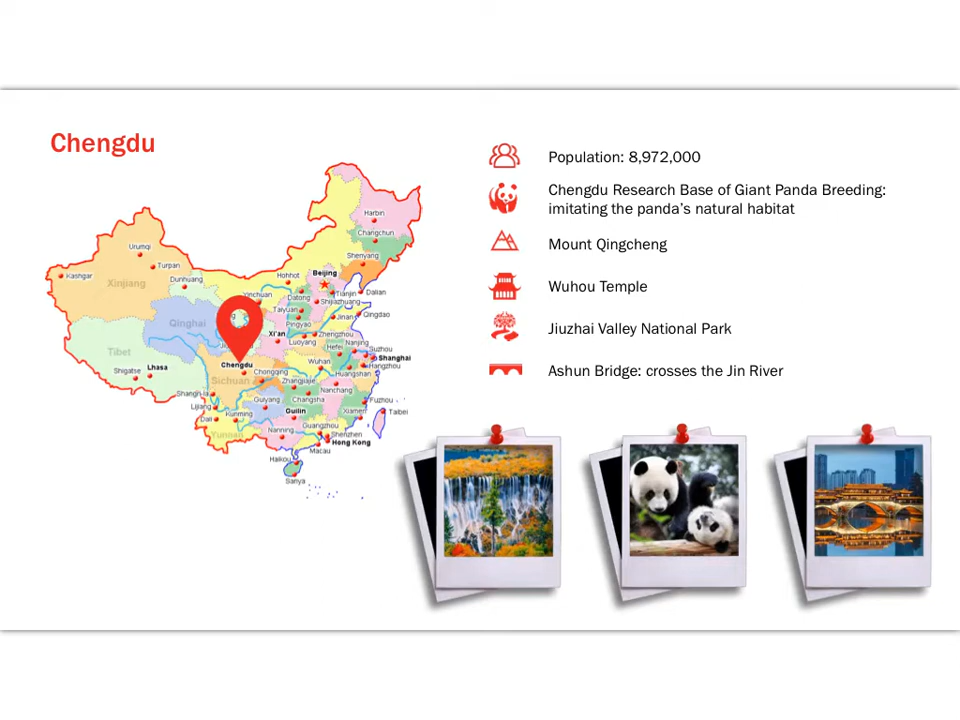 Chengdu
Population: 8,972,000
Chengdu Research Base of Giant Panda Breeding:
imitating the panda's natural habitat
Mount Qingcheng
Wuhou Temple
Jiuzhai Valley National Park
Ashun Bridge: crosses the Jin River
Harbin
Changchun
Urumqi
Shenyang
Turpan
Kashgar
Beijing
Hohhot
Dunhuang
Xinjiang
Tianjin
Dalian
Datong
Shijiazhuang
Taiyuan
Jinan
Qingdao
Qinghai
Pingyao
Xi'an
Zhengzhou
Luoyang
Hefei
Nanjing
Suzhou
Tibet
Shanghai
Hangzhou
Wuhan
Chengdu
Lhasa
Shigatse
Chongqing
Huangshan
Sichuan
Zhangjiajie
Nanchang
Changsha
Lijiang
Guiyang
Fuzhou
Dali
Kunming
Guilin
Xiamen
Taibei
Guangzhou
Yunnan
Nanning
Shenzhen
Hong Kong
Macau
Haikou
Sanya